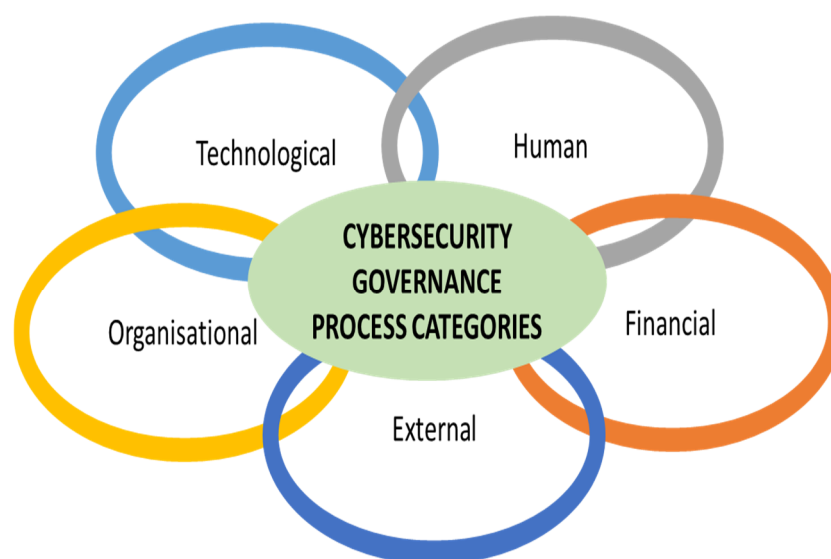 Technological
Human
CYBERSECURITY
GOVERNANCE
PROCESS CATEGORIES
Organisational
Financial
External